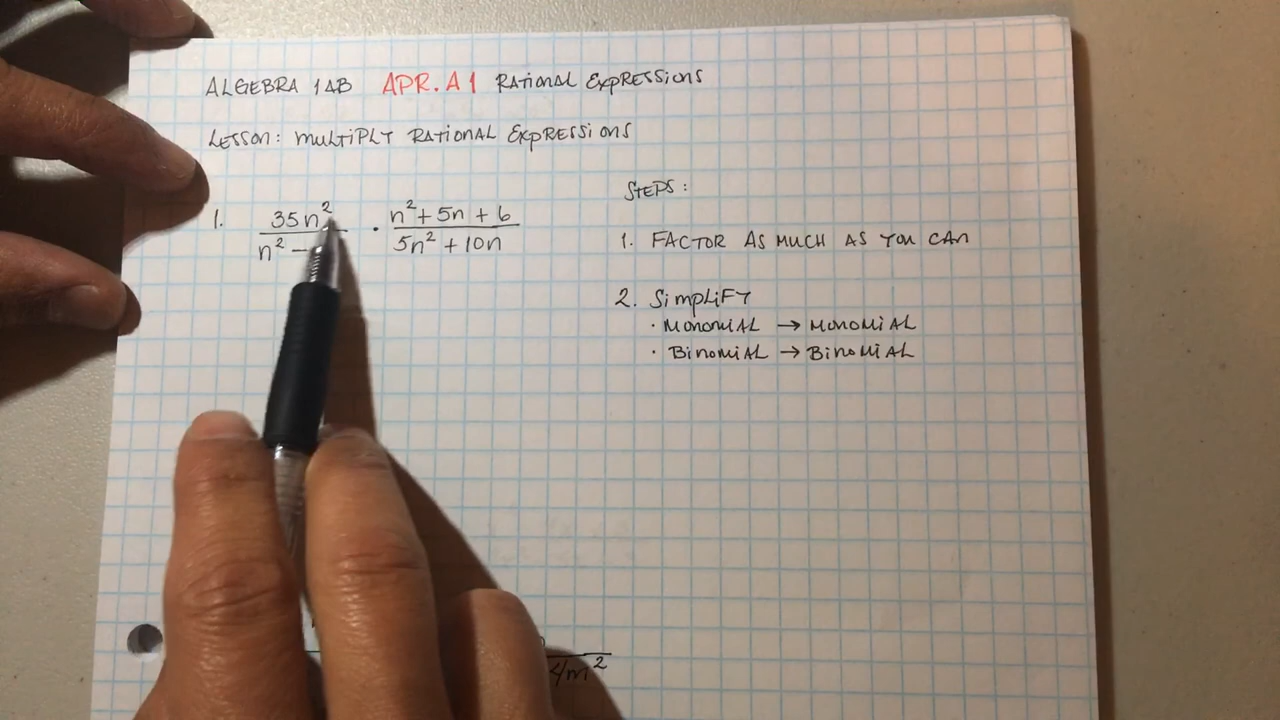 ALGEBRA 1AB APR.A1 RATIONAL EXPRESSIONS
LESSON: MULTIPLY RATIONAL EXPRESSIONS
STEPS:
1. 35n² · n² + 5n + 6
n² − 5n² + 10n
1. FACTOR AS MUCH AS YOU CAN
2. SIMPLIFY
· MONOMIAL → MONOMIAL
· BINOMIAL → BINOMIAL
4m²